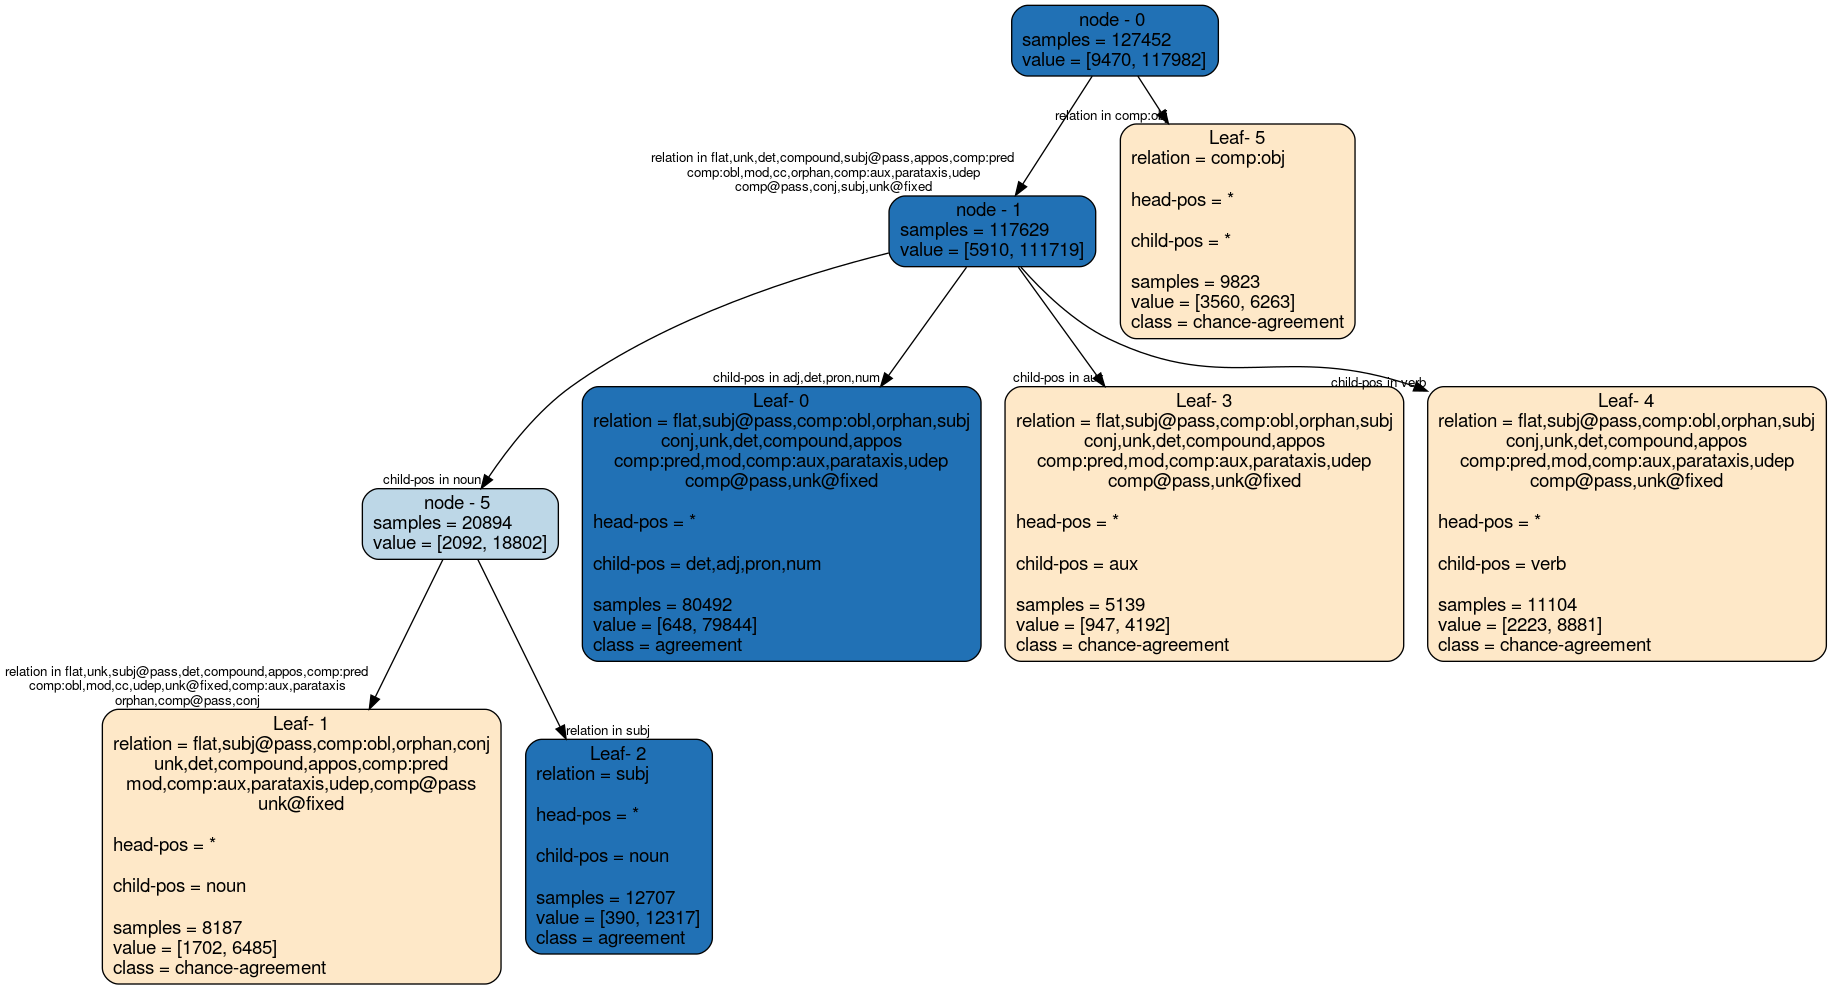 node - 0
samples = 127452
value = [9470, 117982]
relation in comp:obj
Leaf- 5
relation = comp:obj
head-pos = *
child-pos = *
samples = 9823
value = [3560, 6263]
class = chance-agreement
relation in flat,unk,det,compound,subj@pass,appos,comp:pred
comp:obl,mod,cc,orphan,comp:aux,parataxis,udep
comp@pass,conj,subj,unk@fixed
node - 1
samples = 117629
value = [5910, 111719]
child-pos in noun
node - 5
samples = 20894
value = [2092, 18802]
child-pos in adj,det,pron,num
Leaf- 0
relation = flat,subj@pass,comp:obl,orphan,subj
conj,unk,det,compound,appos
comp:pred,mod,comp:aux,parataxis,udep
comp@pass,unk@fixed
head-pos = *
child-pos = det,adj,pron,num
samples = 80492
value = [648, 79844]
class = agreement
child-pos in aux
Leaf- 3
relation = flat,subj@pass,comp:obl,orphan,subj
conj,unk,det,compound,appos
comp:pred,mod,comp:aux,parataxis,udep
comp@pass,unk@fixed
head-pos = *
child-pos = aux
samples = 5139
value = [947, 4192]
class = chance-agreement
child-pos in verb
Leaf- 4
relation = flat,subj@pass,comp:obl,orphan,subj
conj,unk,det,compound,appos
comp:pred,mod,comp:aux,parataxis,udep
comp@pass,unk@fixed
head-pos = *
child-pos = verb
samples = 11104
value = [2223, 8881]
class = chance-agreement
relation in flat,unk,subj@pass,det,compound,appos,comp:pred
comp:obl,mod,cc,udep,unk@fixed,comp:aux,parataxis
orphan,comp@pass,conj
Leaf- 1
relation = flat,subj@pass,comp:obl,orphan,conj
unk,det,compound,appos,comp:pred
mod,comp:aux,parataxis,udep,comp@pass
unk@fixed
head-pos = *
child-pos = noun
samples = 8187
value = [1702, 6485]
class = chance-agreement
relation in subj
Leaf- 2
relation = subj
head-pos = *
child-pos = noun
samples = 12707
value = [390, 12317]
class = agreement